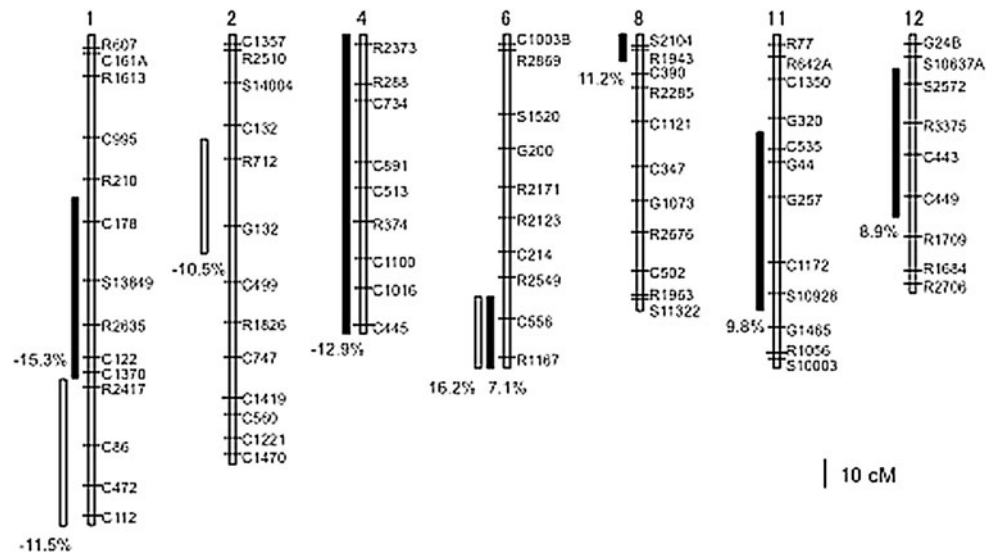 1
R607
C161A
R1613
C995
R210
C178
S13849
R2635
C122
C1370
R2417
C86
C472
C112
-15.3%
-11.5%
2
C1357
R2510
S14004
C132
R712
G132
C499
R1826
C747
C1419
C560
C1221
C1470
-10.5%
4
R2373
R288
C734
C891
C513
R374
C1100
C1016
C445
-12.9%
6
C1003B
R2869
S1520
G200
R2171
R2123
C214
R2549
C556
R1167
16.2% 7.1%
8
S2104
R1943
C390
R2285
C1121
C347
G1073
R2676
C502
R1963
S11322
11.2%
11
R77
R642A
C1350
G320
C535
G44
G257
C1172
S10928
G1465
R1056
S10003
9.8%
12
G24B
S10637A
S2572
R3375
C443
C449
R1709
R1684
R2706
8.9%
10 cM